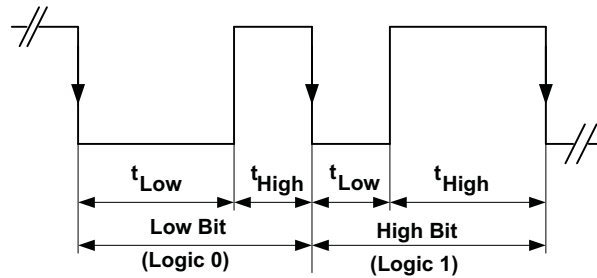 tLow tHigh tLow tHigh
Low Bit High Bit
(Logic 0) (Logic 1)